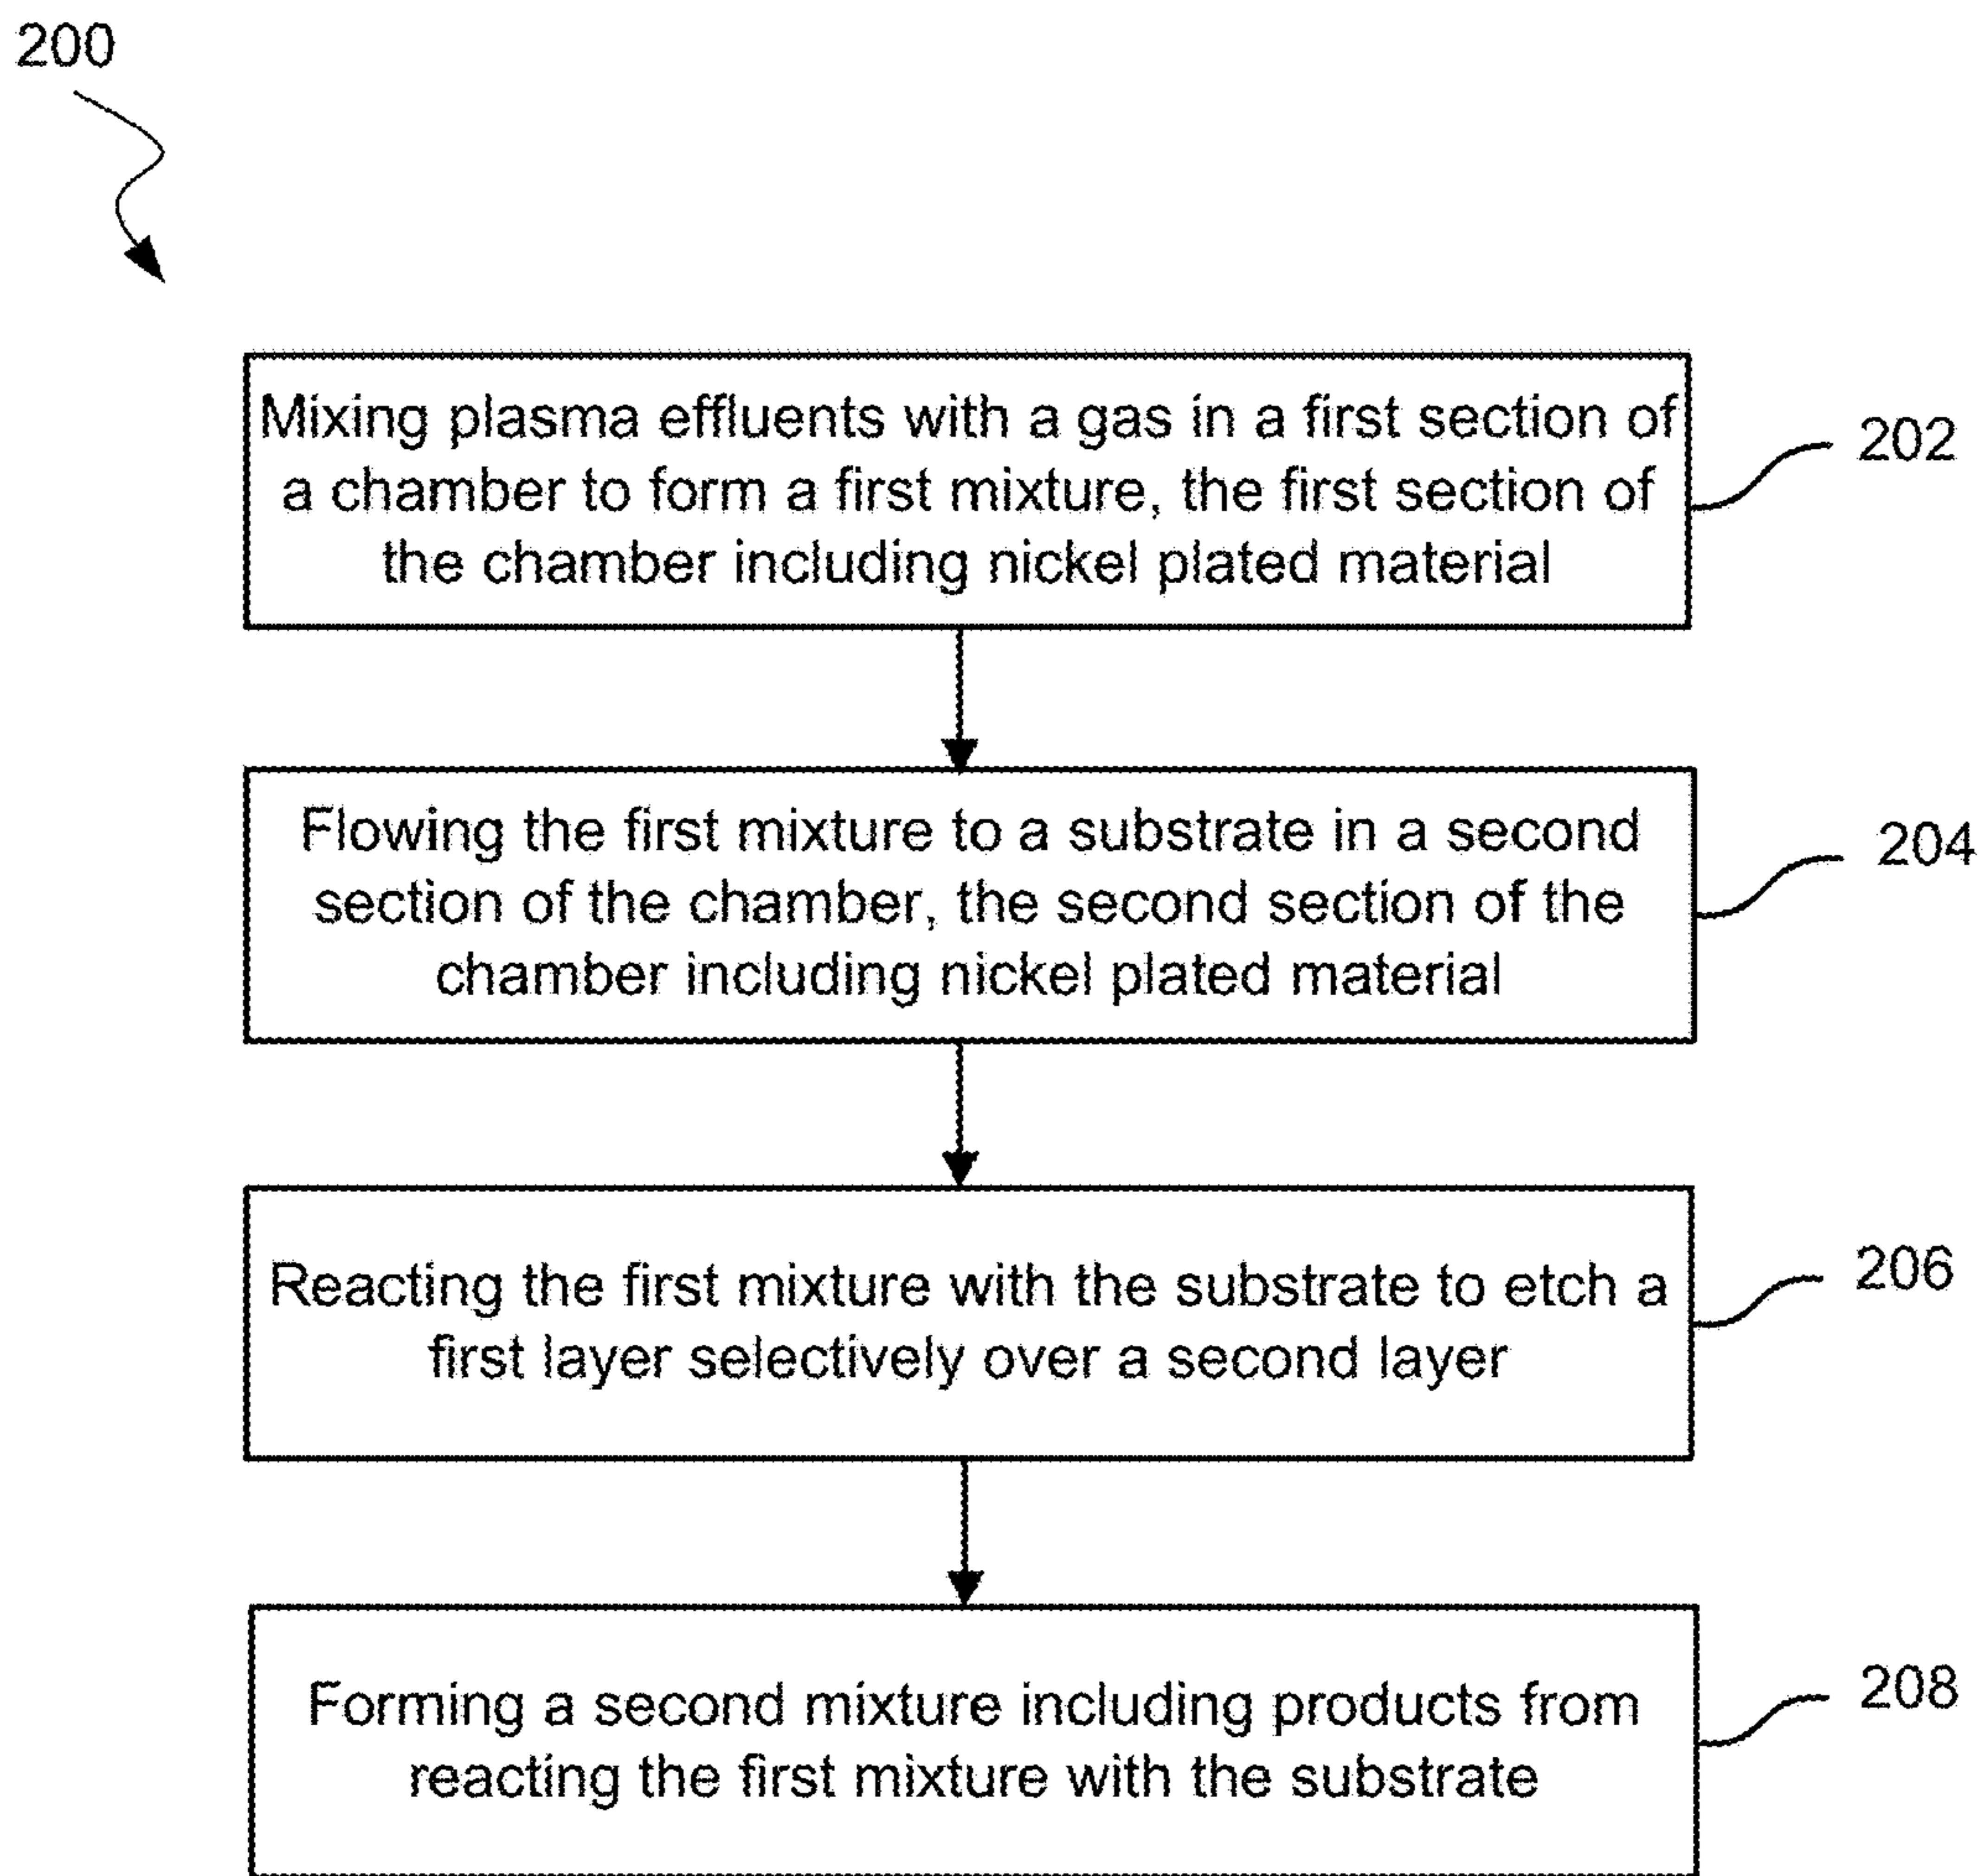 200
Mixing plasma effluents with a gas in a first section of
a chamber to form a first mixture, the first section of
the chamber including nickel plated material
202
Flowing the first mixture to a substrate in a second
section of the chamber, the second section of the
chamber including nickel plated material
204
Reacting the first mixture with the substrate to etch a
first layer selectively over a second layer
206
Forming a second mixture including products from
reacting the first mixture with the substrate
208